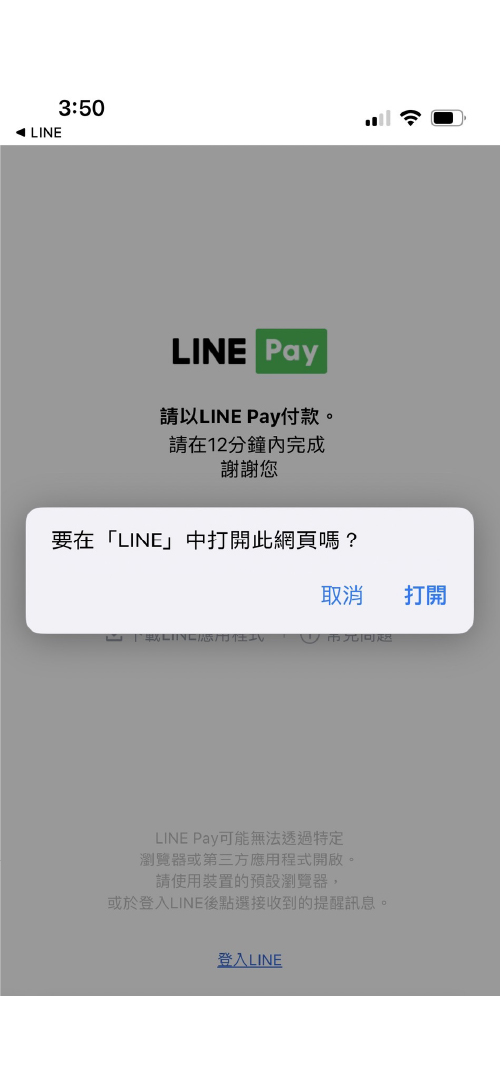 3:50
◀ LINE
LINE Pay
請以LINE Pay付款。
請在12分鐘內完成
謝謝您
要在「LINE」中打開此網頁嗎？
取消 打開
下載LINE應用程式 常見問題
LINE Pay可能無法透過特定
瀏覽器或第三方應用程式開啟。
請使用裝置的預設瀏覽器，
或於登入LINE後點選接收到的提醒訊息。
登入LINE